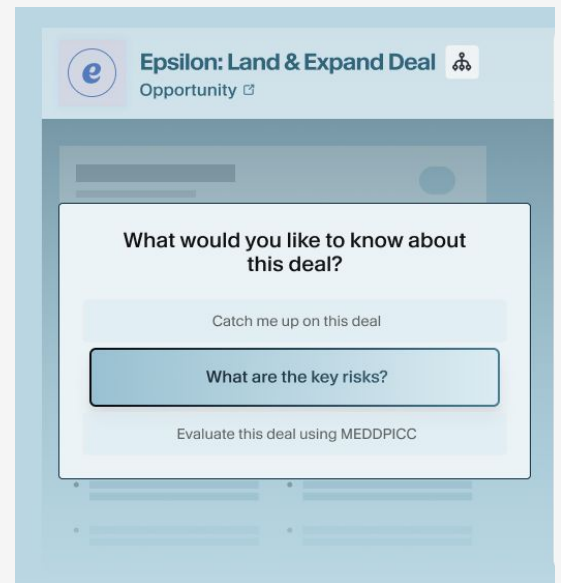 e
Epsilon: Land & Expand Deal
Opportunity
What would you like to know about
this deal?
Catch me up on this deal
What are the key risks?
Evaluate this deal using MEDDPICC